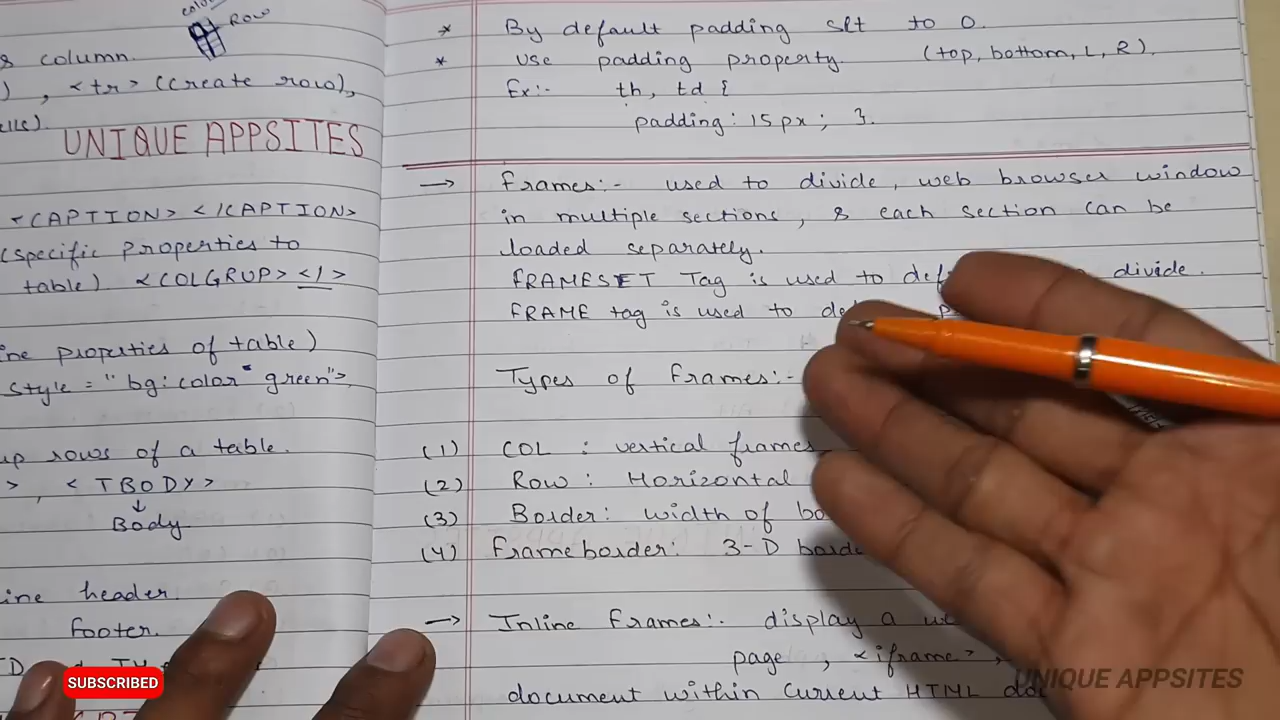 Row
column.
, <tr> (create row),
UNIQUE APPSITES
<CAPTION> </CAPTION>
(specific properties to
table) <COLGRUP> </>
properties of table)
Style = "bg:color" green">
rows of a table.
> , < TBODY>
Body
header
footer.
* By default padding set to 0.
* use padding property. (top, bottom, L, R).
Ex:- th, td {
padding: 15px; }.
→ frames:- used to divide, web browser window
in multiple sections, & each section can be
loaded separately.
FRAMESET Tag is used to divide.
FRAME tag is used to
Types of frames:-
(1) COL : vertical frames
(2) Row : Horizontal
(3) Border: width of
(4) frameborder: 3-D
→ Inline frames:- display a
page , <iframe> ,
document within current HTML
SUBSCRIBED
UNIQUE APPSITES